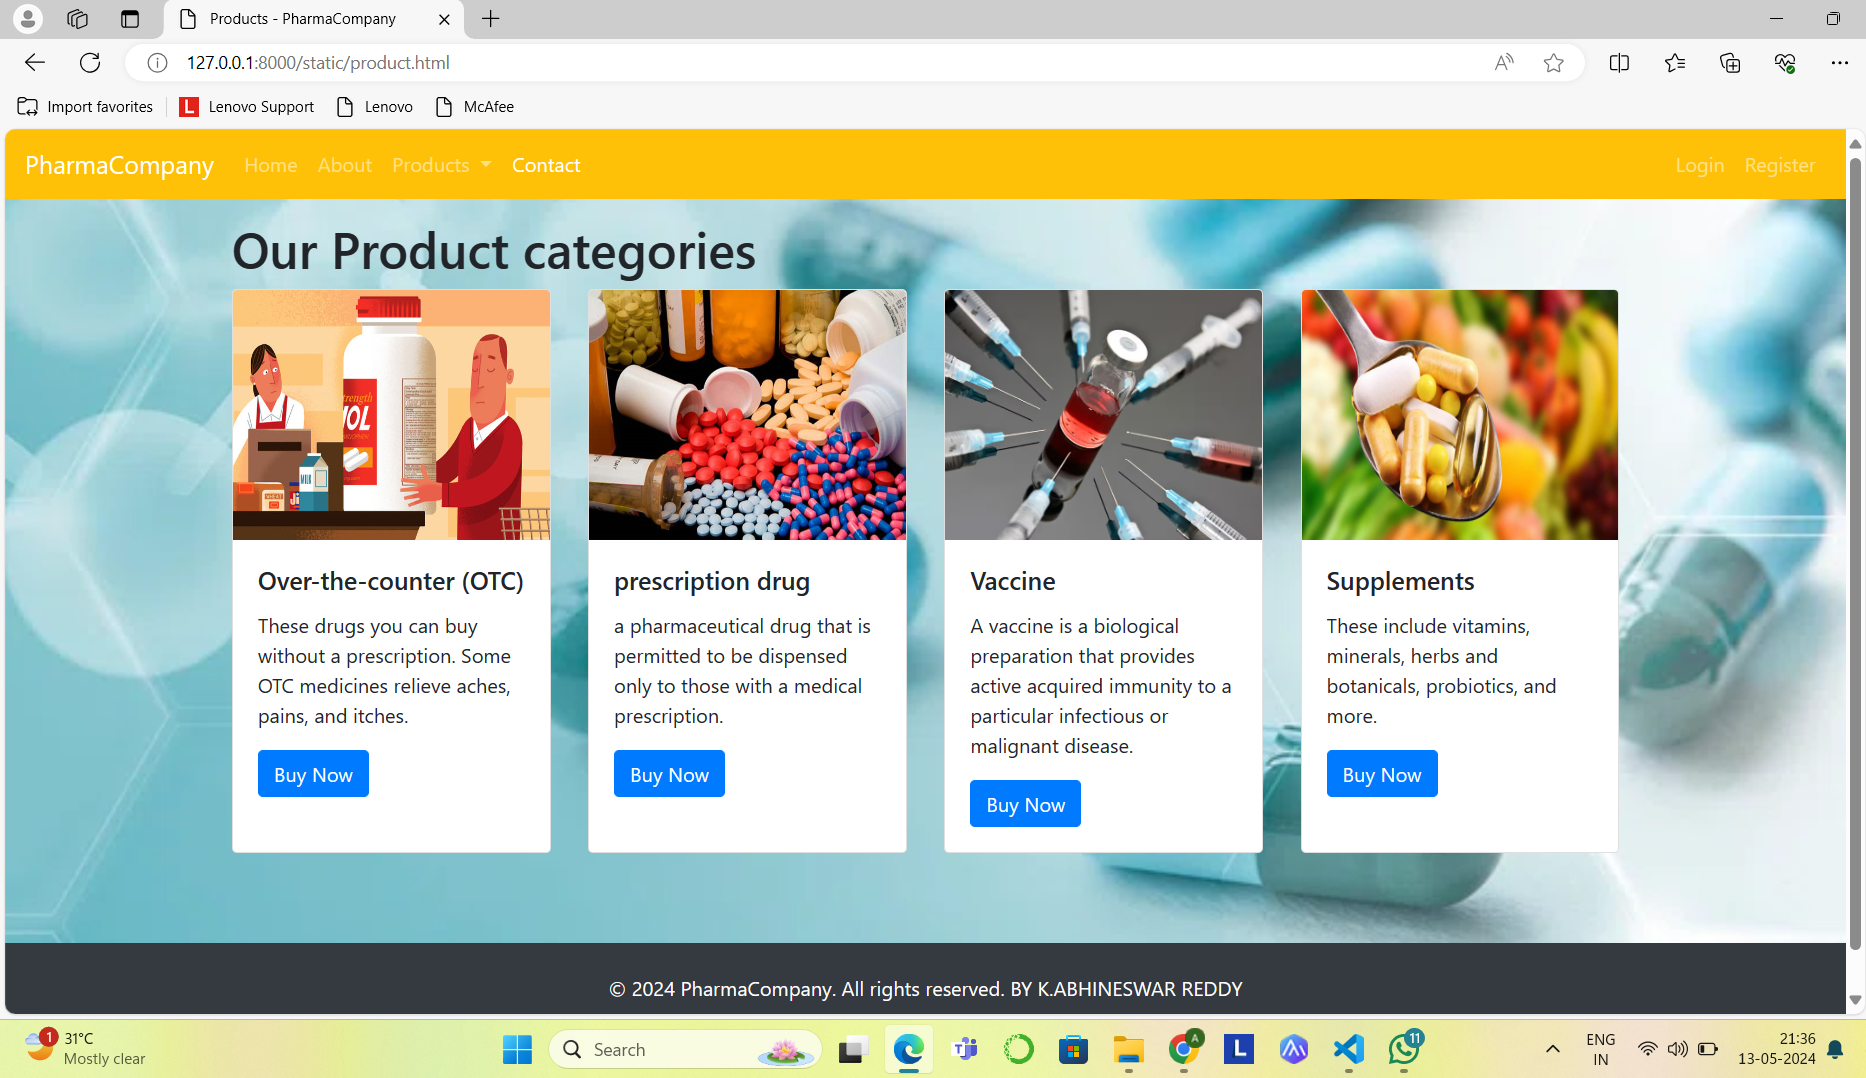 Products - PharmaCompany
127.0.0.1:8000/static/product.html
Import favorites
L Lenovo Support
Lenovo
McAfee
PharmaCompany Home About Products Contact Login Register
Our Product categories
Over-the-counter (OTC)
These drugs you can buy
without a prescription. Some
OTC medicines relieve aches,
pains, and itches.
Buy Now
prescription drug
a pharmaceutical drug that is
permitted to be dispensed
only to those with a medical
prescription.
Buy Now
Vaccine
A vaccine is a biological
preparation that provides
active acquired immunity to a
particular infectious or
malignant disease.
Buy Now
Supplements
These include vitamins,
minerals, herbs and
botanicals, probiotics, and
more.
Buy Now
© 2024 PharmaCompany. All rights reserved. BY K.ABHINESWAR REDDY
1
31°C
Mostly clear
Search
A
L
11
ENG
IN
21:36
13-05-2024
MILK